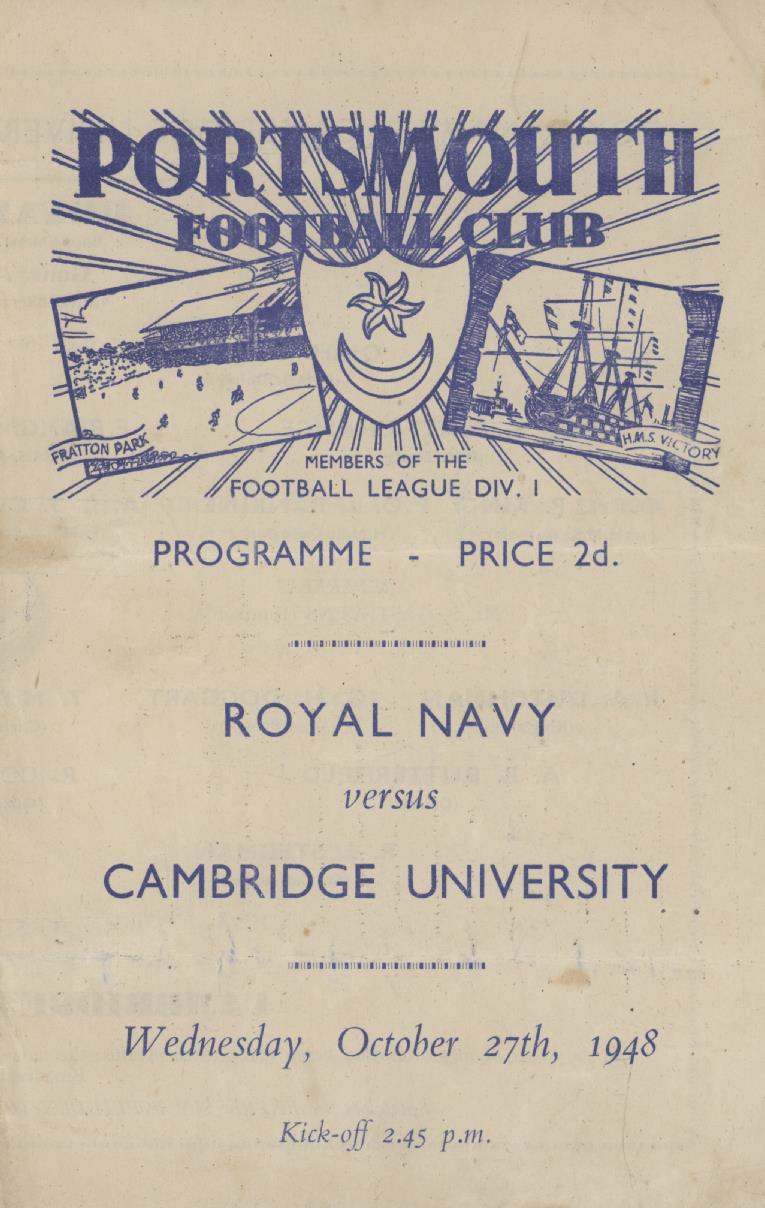 PORTSMOUTH
FOOTBALL CLUB
FRATTON PARK
H.M.S. VICTORY
MEMBERS OF THE
FOOTBALL LEAGUE DIV. 1
PROGRAMME - PRICE 2d.
ROYAL NAVY
versus
CAMBRIDGE UNIVERSITY
Wednesday, October 27th, 1948
Kick-off 2.45 p.m.